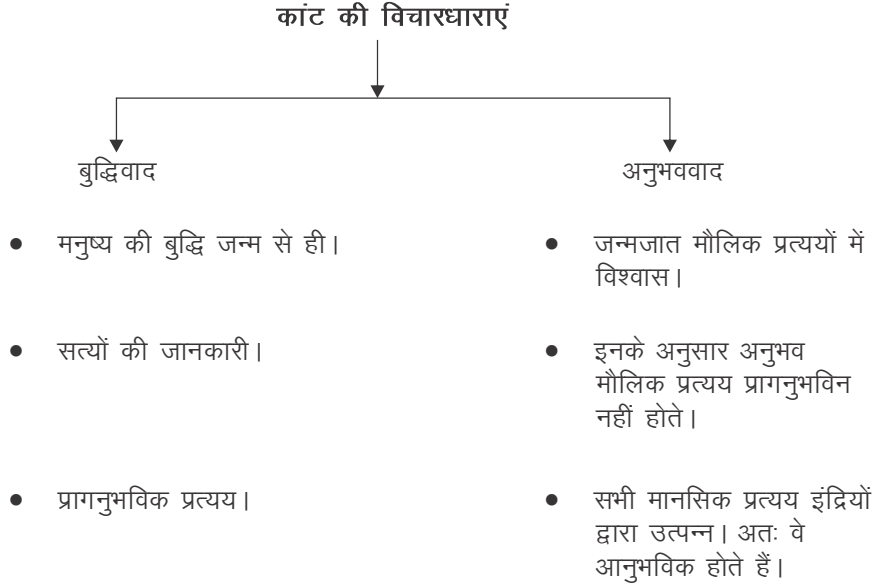 कांट की विचारधाराएं
बुद्धिवाद
• मनुष्य की बुद्धि जन्म से ही।
• सत्यों की जानकारी।
• प्रागनुभविक प्रत्यय।
अनुभववाद
• जन्मजात मौलिक प्रत्ययों में
विश्वास।
• इनके अनुसार अनुभव
मौलिक प्रत्यय प्रागनुभविन
नहीं होते।
• सभी मानसिक प्रत्यय इंद्रियों
द्वारा उत्पन्न। अतः वे
आनुभविक होते हैं।